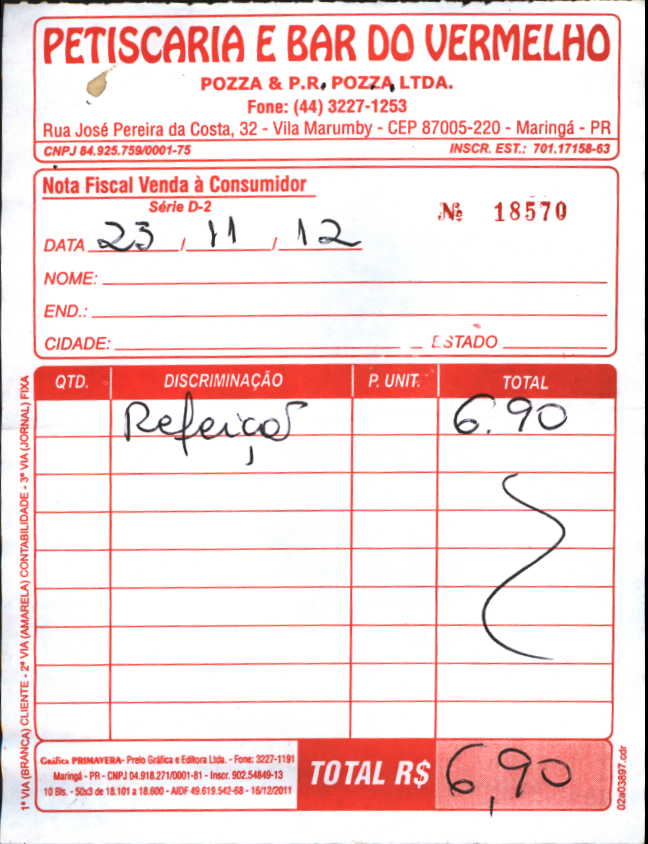 PETISCARIA E BAR DO VERMELHO
POZZA & P.R. POZZA LTDA.
Fone: (44) 3227-1253
Rua José Pereira da Costa, 32 - Vila Marumby - CEP 87005-220 - Maringá - PR
CNPJ 84.925.759/0001-75 INSCR. EST.: 701.17158-63
Nota Fiscal Venda à Consumidor
Série D-2
Nº 18570
DATA 23 / 11 / 12
NOME:
END.:
CIDADE: ESTADO
QTD. DISCRIMINAÇÃO P. UNIT. TOTAL
Refeição 6.90
1ª VIA (BRANCA) CLIENTE - 2ª VIA (AMARELA) CONTABILIDADE - 3ª VIA (JORNAL) FIXA
Gráfica PRIMAVERA- Prelo Gráfica e Editora Ltda. - Fone: 3227-1191
Maringá - PR - CNPJ 04.918.271/0001-81 - Inscr. 902.54849-13
10 Bls. - 50x3 de 18.101 a 18.600 - AIDF 49.619.542-68 - 16/12/2011
TOTAL R$ 6,90
02a03897.cdr